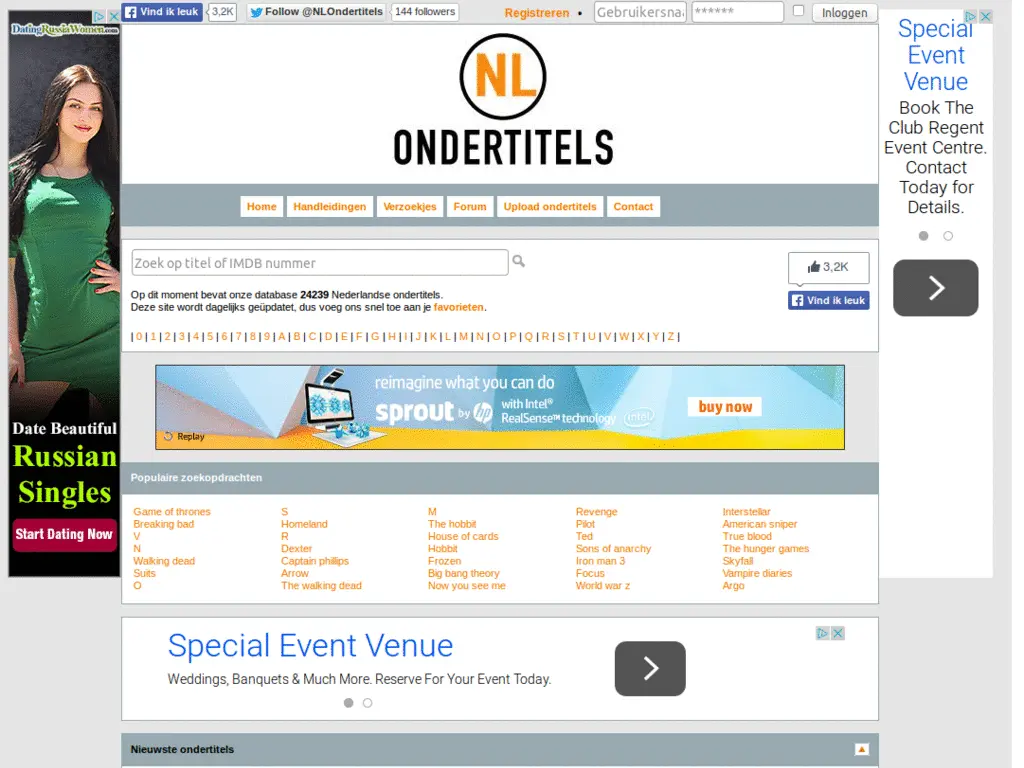 Vind ik leuk 3,2K Follow @NLOndertitels 144 followers Registreren • Gebruikersna ****** Inloggen
DatingRussiaWomen.com
Date Beautiful
Russian
Singles
Start Dating Now
NL
ONDERTITELS
Home Handleidingen Verzoekjes Forum Upload ondertitels Contact
Zoek op titel of IMDB nummer
3,2K
Vind ik leuk
Op dit moment bevat onze database 24239 Nederlandse ondertitels.
Deze site wordt dagelijks geüpdatet, dus voeg ons snel toe aan je favorieten.
| 0 | 1 | 2 | 3 | 4 | 5 | 6 | 7 | 8 | 9 | A | B | C | D | E | F | G | H | I | J | K | L | M | N | O | P | Q | R | S | T | U | V | W | X | Y | Z |
Special
Event
Venue
Book The
Club Regent
Event Centre.
Contact
Today for
Details.
reimagine what you can do
sprout by hp with Intel®
RealSense™ technology intel
buy now
Replay
Populaire zoekopdrachten
Game of thrones S M Revenge Interstellar
Breaking bad Homeland The hobbit Pilot American sniper
V R House of cards Ted True blood
N Dexter Hobbit Sons of anarchy The hunger games
Walking dead Captain phillips Frozen Iron man 3 Skyfall
Suits Arrow Big bang theory Focus Vampire diaries
O The walking dead Now you see me World war z Argo
Special Event Venue
Weddings, Banquets & Much More. Reserve For Your Event Today.
Nieuwste ondertitels